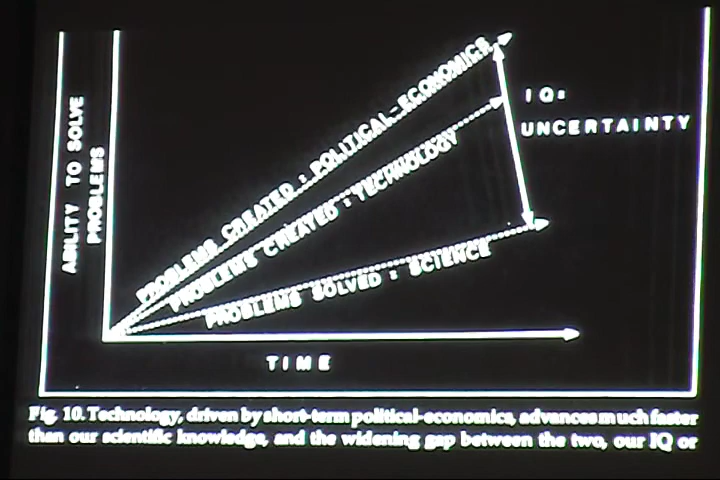 ABILITY TO SOLVE
PROBLEMS
PROBLEMS CREATED : POLITICAL-ECONOMICS
PROBLEMS CREATED : TECHNOLOGY
PROBLEMS SOLVED : SCIENCE
IQ=
UNCERTAINTY
TIME
Fig. 10. Technology, driven by short-term political-economics, advances much faster
than our scientific knowledge, and the widening gap between the two, our IQ or